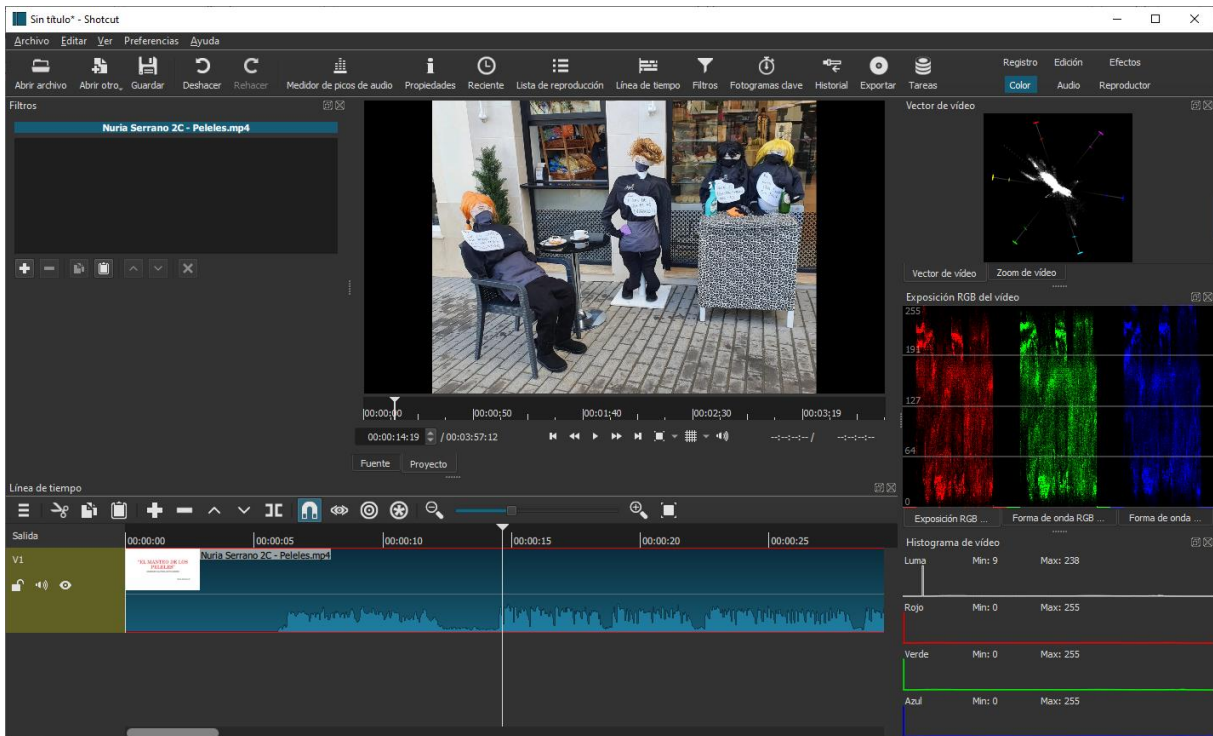 Sin título* - Shotcut
Archivo Editar Ver Preferencias Ayuda
Abrir archivo Abrir otro.. Guardar Deshacer Rehacer Medidor de picos de audio Propiedades Reciente Lista de reproducción Línea de tiempo Filtros Fotogramas clave Historial Exportar Tareas
Registro Edición Efectos
Color Audio Reproductor
Filtros
Nuria Serrano 2C - Peleles.mp4
00:00:00 00:00:50 00:01:40 00:02:30 00:03:19
00:00:14:19 / 00:03:57:12 --:--:--:-- / --:--:--:--
Fuente Proyecto
Vector de vídeo
Vector de vídeo Zoom de vídeo
Exposición RGB del vídeo
255
191
127
64
0
Exposición RGB ... Forma de onda RGB ... Forma de onda ...
Histograma de vídeo
Luma Min: 9 Max: 238
Rojo Min: 0 Max: 255
Verde Min: 0 Max: 255
Azul Min: 0 Max: 255
Línea de tiempo
Salida
00:00:00 00:00:05 00:00:10 00:00:15 00:00:20 00:00:25
V1
Nuria Serrano 2C - Peleles.mp4
PELELES"